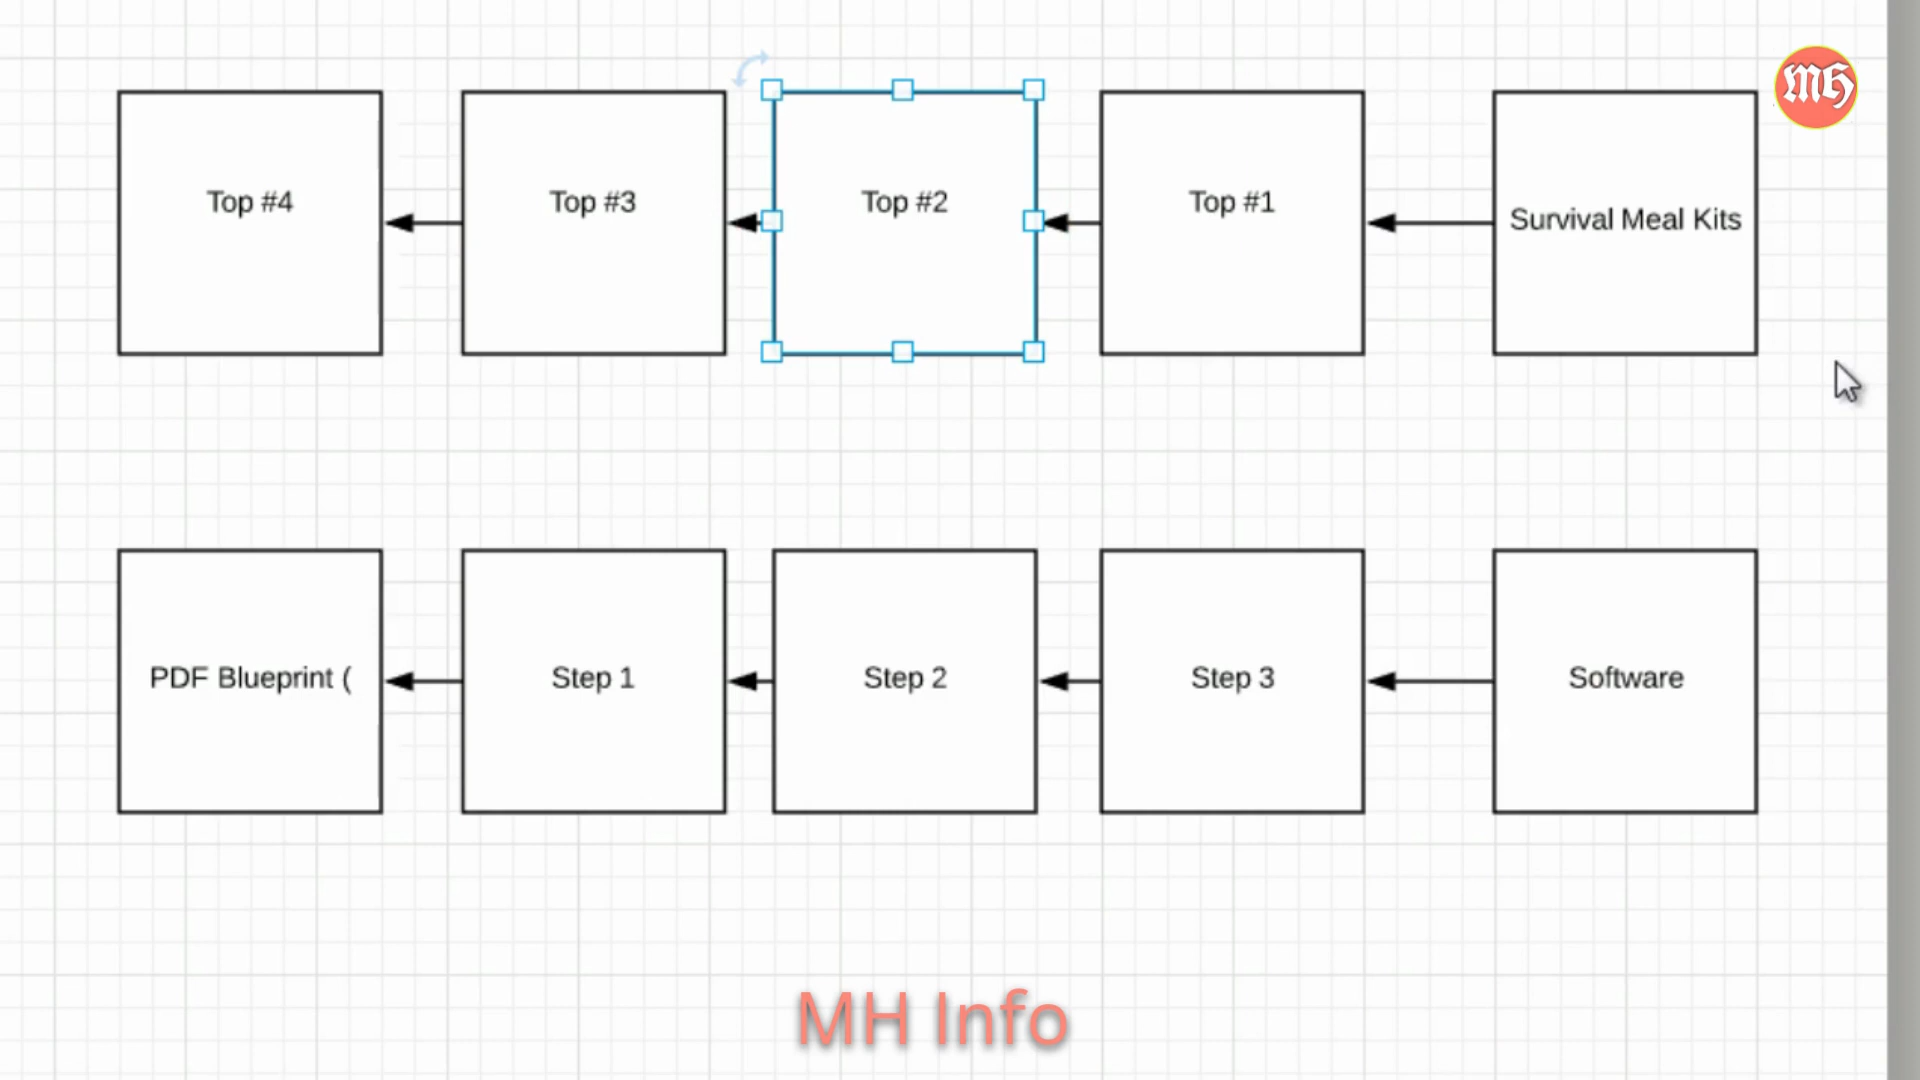 MH
Top #4
Top #3
Top #2
Top #1
Survival Meal Kits
PDF Blueprint (
Step 1
Step 2
Step 3
Software
MH Info